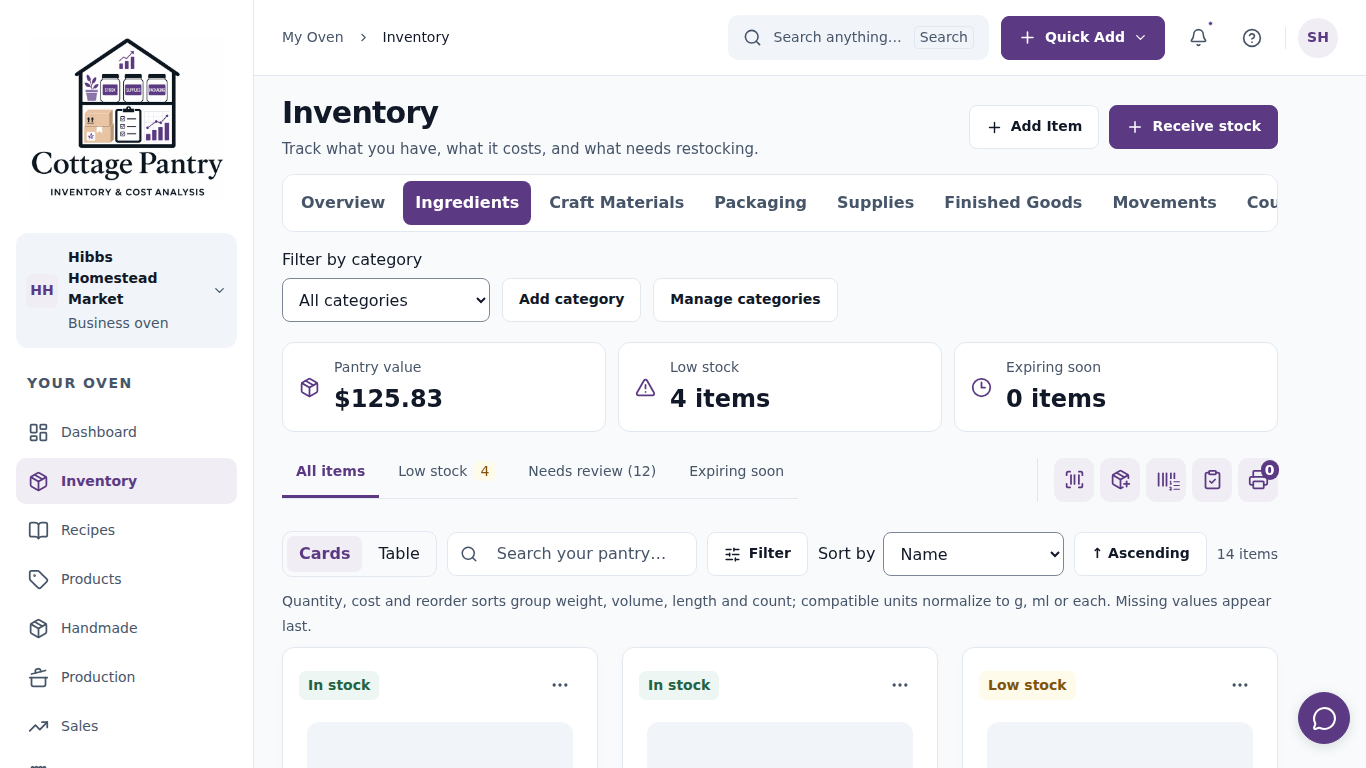 STOCK
SUPPLIES
PACKAGING
Cottage Pantry
INVENTORY & COST ANALYSIS
HH
Hibbs
Homestead
Market
Business oven
YOUR OVEN
Dashboard
Inventory
Recipes
Products
Handmade
Production
Sales
My Oven > Inventory
Search anything... Search
+ Quick Add
SH
Inventory
Track what you have, what it costs, and what needs restocking.
+ Add Item
+ Receive stock
Overview Ingredients Craft Materials Packaging Supplies Finished Goods Movements Cou
Filter by category
All categories Add category Manage categories
Pantry value
$125.83
Low stock
4 items
Expiring soon
0 items
All items Low stock 4 Needs review (12) Expiring soon 0
Cards Table Search your pantry... Filter Sort by Name ↑ Ascending 14 items
Quantity, cost and reorder sorts group weight, volume, length and count; compatible units normalize to g, ml or each. Missing values appear
last.
In stock ... In stock ... Low stock ...